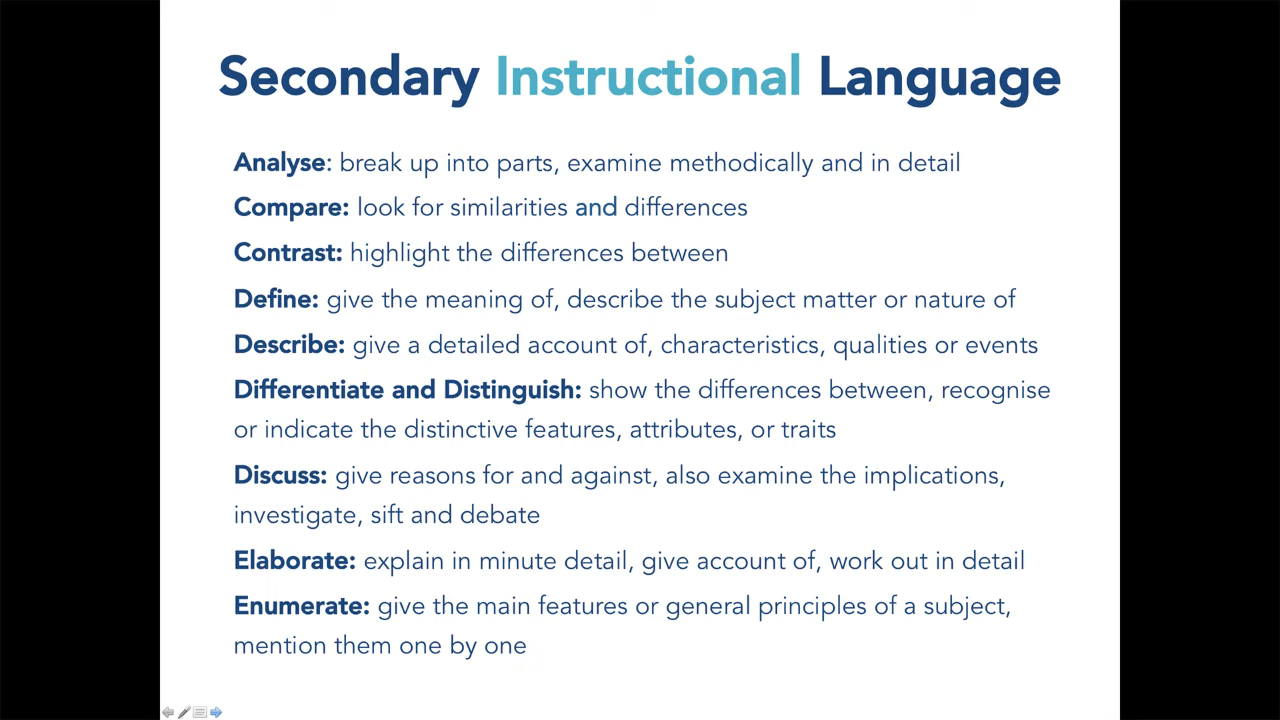 Secondary Instructional Language
Analyse: break up into parts, examine methodically and in detail
Compare: look for similarities and differences
Contrast: highlight the differences between
Define: give the meaning of, describe the subject matter or nature of
Describe: give a detailed account of, characteristics, qualities or events
Differentiate and Distinguish: show the differences between, recognise
or indicate the distinctive features, attributes, or traits
Discuss: give reasons for and against, also examine the implications,
investigate, sift and debate
Elaborate: explain in minute detail, give account of, work out in detail
Enumerate: give the main features or general principles of a subject,
mention them one by one